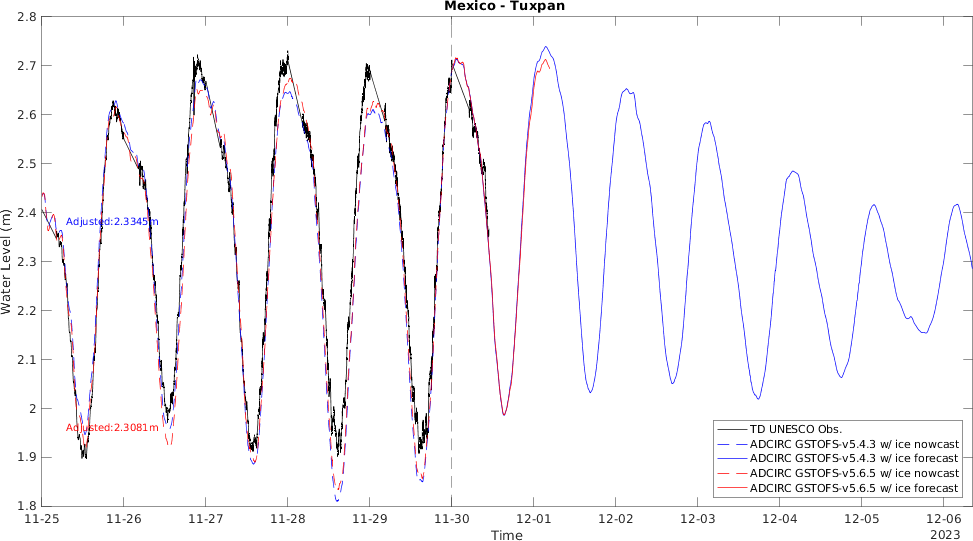 Mexico - Tuxpan
Water Level (m)
2.8
2.7
2.6
2.5
2.4
2.3
2.2
2.1
2
1.9
1.8
Adjusted:2.3345m
Adjusted:2.3081m
TD UNESCO Obs.
ADCIRC GSTOFS-v5.4.3 w/ ice nowcast
ADCIRC GSTOFS-v5.4.3 w/ ice forecast
ADCIRC GSTOFS-v5.6.5 w/ ice nowcast
ADCIRC GSTOFS-v5.6.5 w/ ice forecast
11-25 11-26 11-27 11-28 11-29 11-30 12-01 12-02 12-03 12-04 12-05 12-06
Time
2023